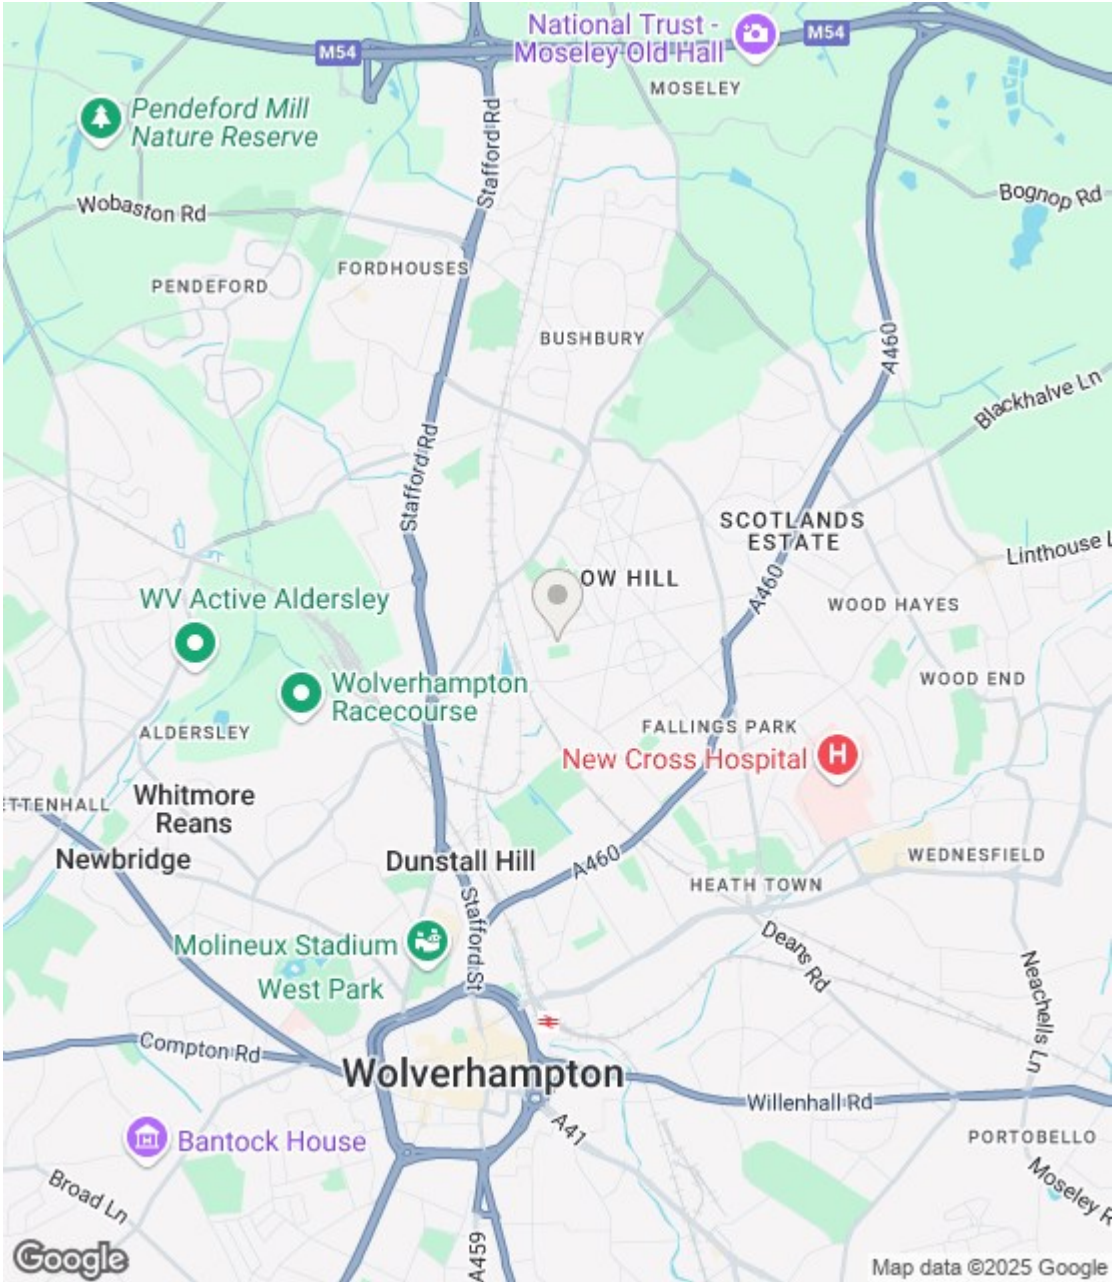 National Trust -
Moseley Old Hall
M54
M54
MOSELEY
Pendeford Mill
Nature Reserve
Stafford Rd
Wobaston Rd
Bognop Rd
FORDHOUSES
PENDEFORD
BUSHBURY
A460
Blackhalve Ln
Stafford Rd
SCOTLANDS
ESTATE
Linthouse L
OW HILL
A460
WV Active Aldersley
WOOD HAYES
WOOD END
Wolverhampton
Racecourse
ALDERSLEY
FALLINGS PARK
New Cross Hospital
H
ETTENHALL
Whitmore
Reans
Newbridge
Dunstall Hill
A460
WEDNESFIELD
HEATH TOWN
Stafford St
Molineux Stadium
West Park
Deans Rd
Neachells Ln
Compton Rd
Wolverhampton
Willenhall Rd
A41
Bantock House
PORTOBELLO
Moseley R
Broad Ln
A459
Google
Map data ©2025 Google